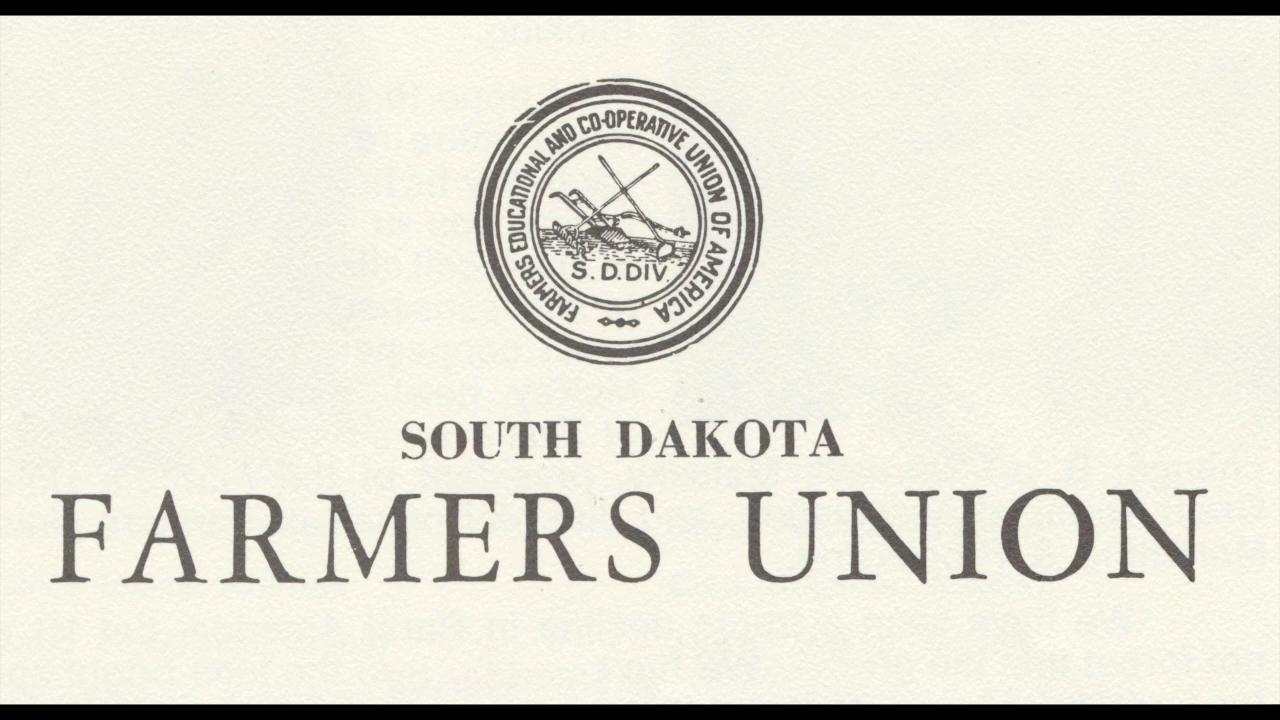 FARMERS EDUCATIONAL AND CO-OPERATIVE UNION OF AMERICA
S. D. DIV.
SOUTH DAKOTA
FARMERS UNION